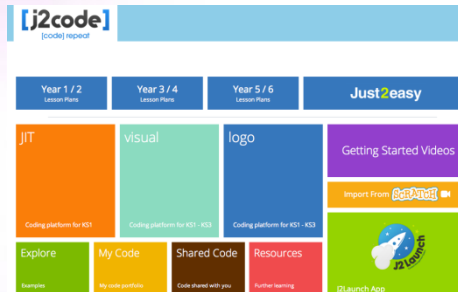 [j2code]
[code] repeat
Year 1 / 2
Lesson Plans
Year 3 / 4
Lesson Plans
Year 5 / 6
Lesson Plans
Just2easy
JIT
Coding platform for KS1
visual
Coding platform for KS1 - KS3
logo
Coding platform for KS1 - KS3
Getting Started Videos
Import From SCRATCH
J2Launch
J2Launch App
Explore
Examples
My Code
My code portfolio
Shared Code
Code shared with you
Resources
Further learning